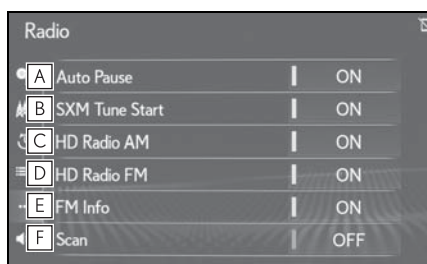 Radio
A Auto Pause ON
B SXM Tune Start ON
C HD Radio AM ON
D HD Radio FM ON
E FM Info ON
F Scan OFF